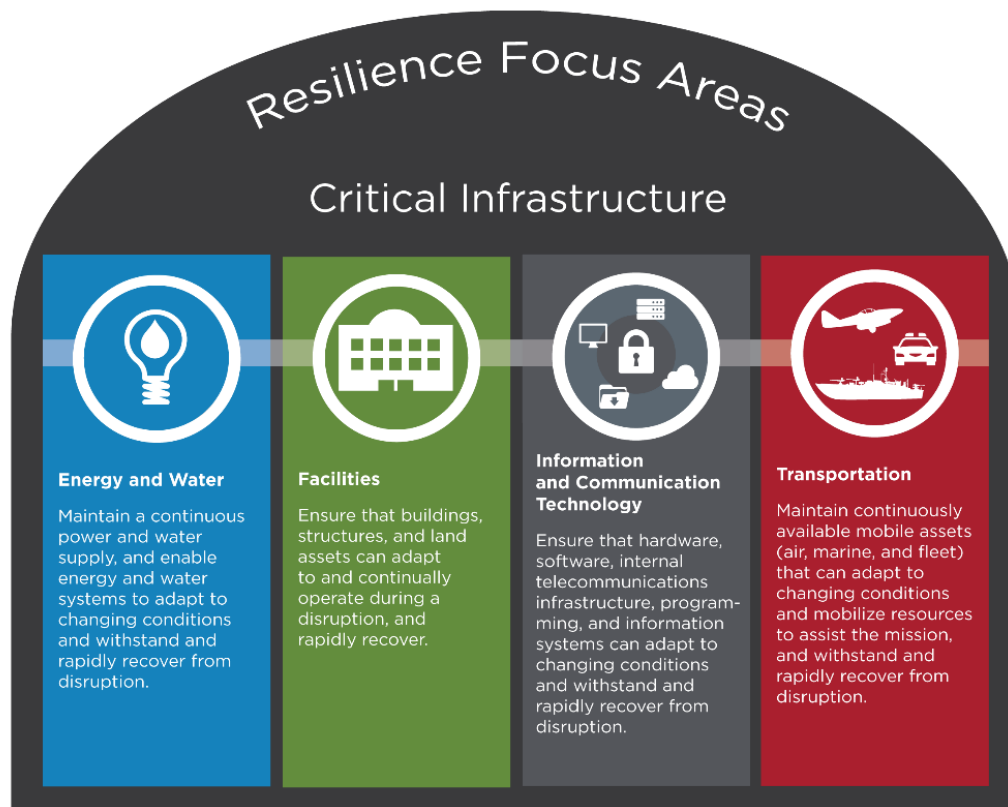 Resilience Focus Areas
Critical Infrastructure
Energy and Water
Maintain a continuous
power and water
supply, and enable
energy and water
systems to adapt to
changing conditions
and withstand and
rapidly recover from
disruption.
Facilities
Ensure that buildings,
structures, and land
assets can adapt
to and continually
operate during a
disruption, and
rapidly recover.
Information
and Communication
Technology
Ensure that hardware,
software, internal
telecommunications
infrastructure, program-
ming, and information
systems can adapt to
changing conditions
and withstand and
rapidly recover from
disruption.
Transportation
Maintain continuously
available mobile assets
(air, marine, and fleet)
that can adapt to
changing conditions
and mobilize resources
to assist the mission,
and withstand and
rapidly recover from
disruption.